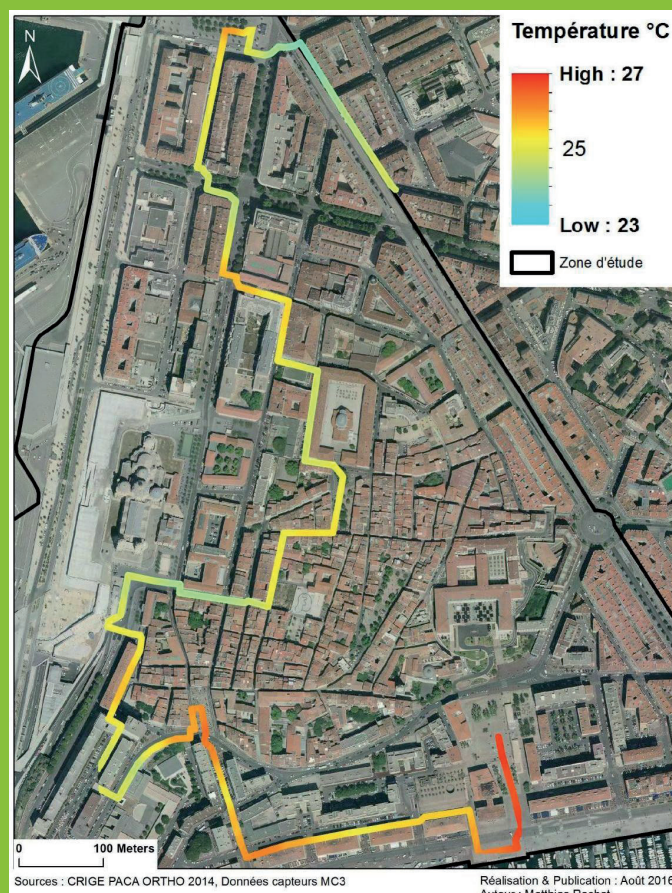 Température °C
High : 27
25
Low : 23
Zone d'étude
N
0 100 Meters
Sources : CRIGE PACA ORTHO 2014, Données capteurs MC3
Réalisation & Publication : Août 2016